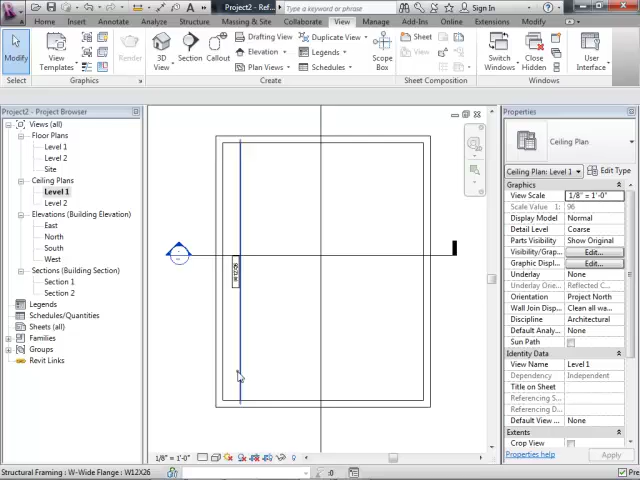 Project2 - Ref...
Type a keyword or phrase
Sign In
Home Insert Annotate Analyze Structure Massing & Site Collaborate View Manage Add-Ins Online Extensions Modify
Modify
View Templates
Render
3D View
Section
Callout
Drafting View
Elevation
Plan Views
Duplicate View
Legends
Schedules
Scope Box
Sheet
View
Switch Windows
Close Hidden
User Interface
Select Graphics Create Sheet Composition Windows
Project2 - Project Browser
Views (all)
Floor Plans
Level 1
Level 2
Site
Ceiling Plans
Level 1
Level 2
Elevations (Building Elevation)
East
North
South
West
Sections (Building Section)
Section 1
Section 2
Legends
Schedules/Quantities
Sheets (all)
Families
Groups
Revit Links
W12X26
1/8" = 1'-0"
Properties
Ceiling Plan
Ceiling Plan: Level 1 Edit Type
Graphics
View Scale 1/8" = 1'-0"
Scale Value 1: 96
Display Model Normal
Detail Level Coarse
Parts Visibility Show Original
Visibility/Grap... Edit...
Graphic Displ... Edit...
Underlay None
Underlay Orie... Reflected C...
Orientation Project North
Wall Join Disp... Clean all wa...
Discipline Architectural
Default Analy... None
Sun Path
Identity Data
View Name Level 1
Dependency Independent
Title on Sheet
Referencing S...
Referencing D...
Default View ... None
Extents
Crop View
Properties help Apply
Structural Framing : W-Wide Flange : W12X26
:0
Pre